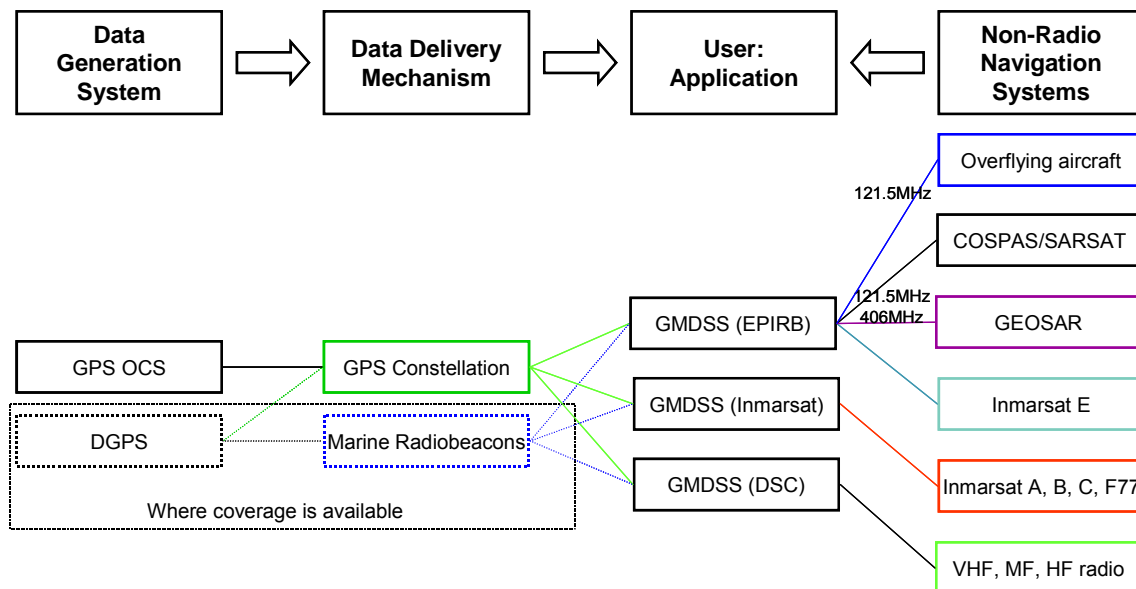 Data
Generation
System
Data Delivery
Mechanism
User:
Application
Non-Radio
Navigation
Systems
Overflying aircraft
121.5MHz
COSPAS/SARSAT
121.5MHz
406MHz
GMDSS (EPIRB)
GEOSAR
GPS OCS
GPS Constellation
GMDSS (Inmarsat)
Inmarsat E
DGPS
Marine Radiobeacons
GMDSS (DSC)
Inmarsat A, B, C, F77
Where coverage is available
VHF, MF, HF radio